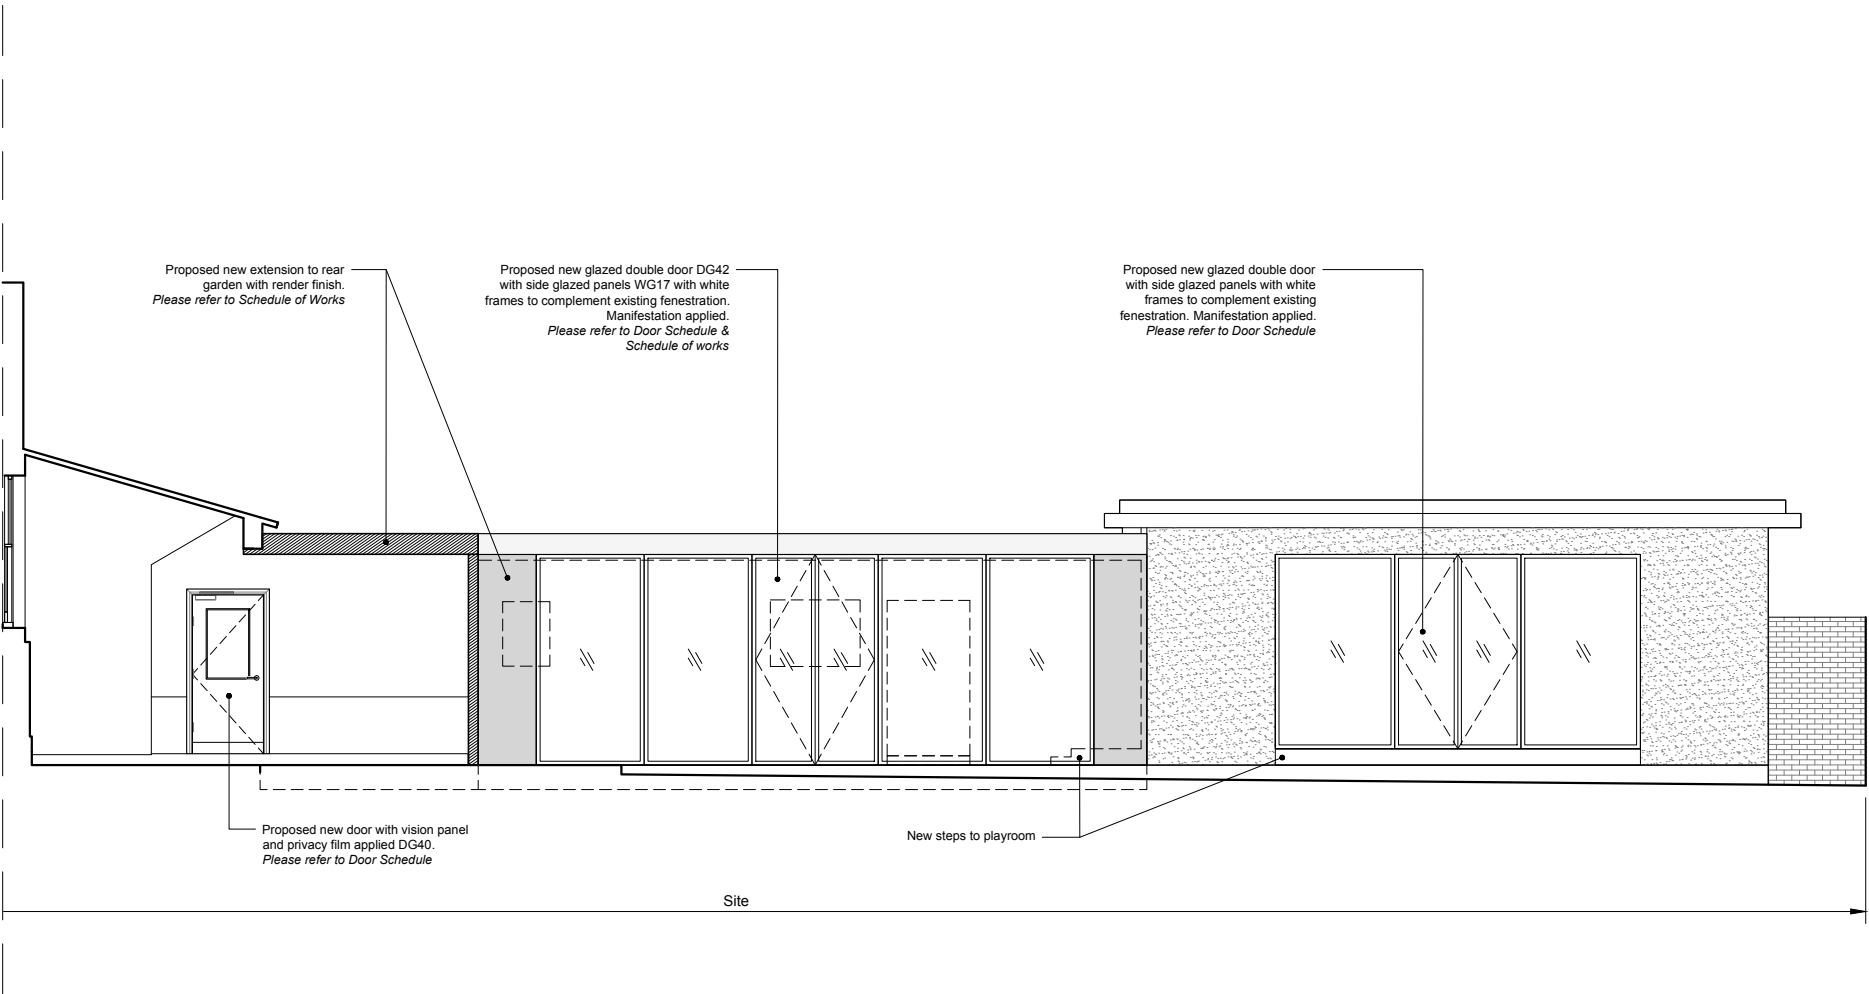 Proposed new extension to rear
garden with render finish.
Please refer to Schedule of Works
Proposed new glazed double door DG42
with side glazed panels WG17 with white
frames to complement existing fenestration.
Manifestation applied.
Please refer to Door Schedule &
Schedule of works
Proposed new glazed double door
with side glazed panels with white
frames to complement existing
fenestration. Manifestation applied.
Please refer to Door Schedule
Proposed new door with vision panel
and privacy film applied DG40.
Please refer to Door Schedule
New steps to playroom
Site